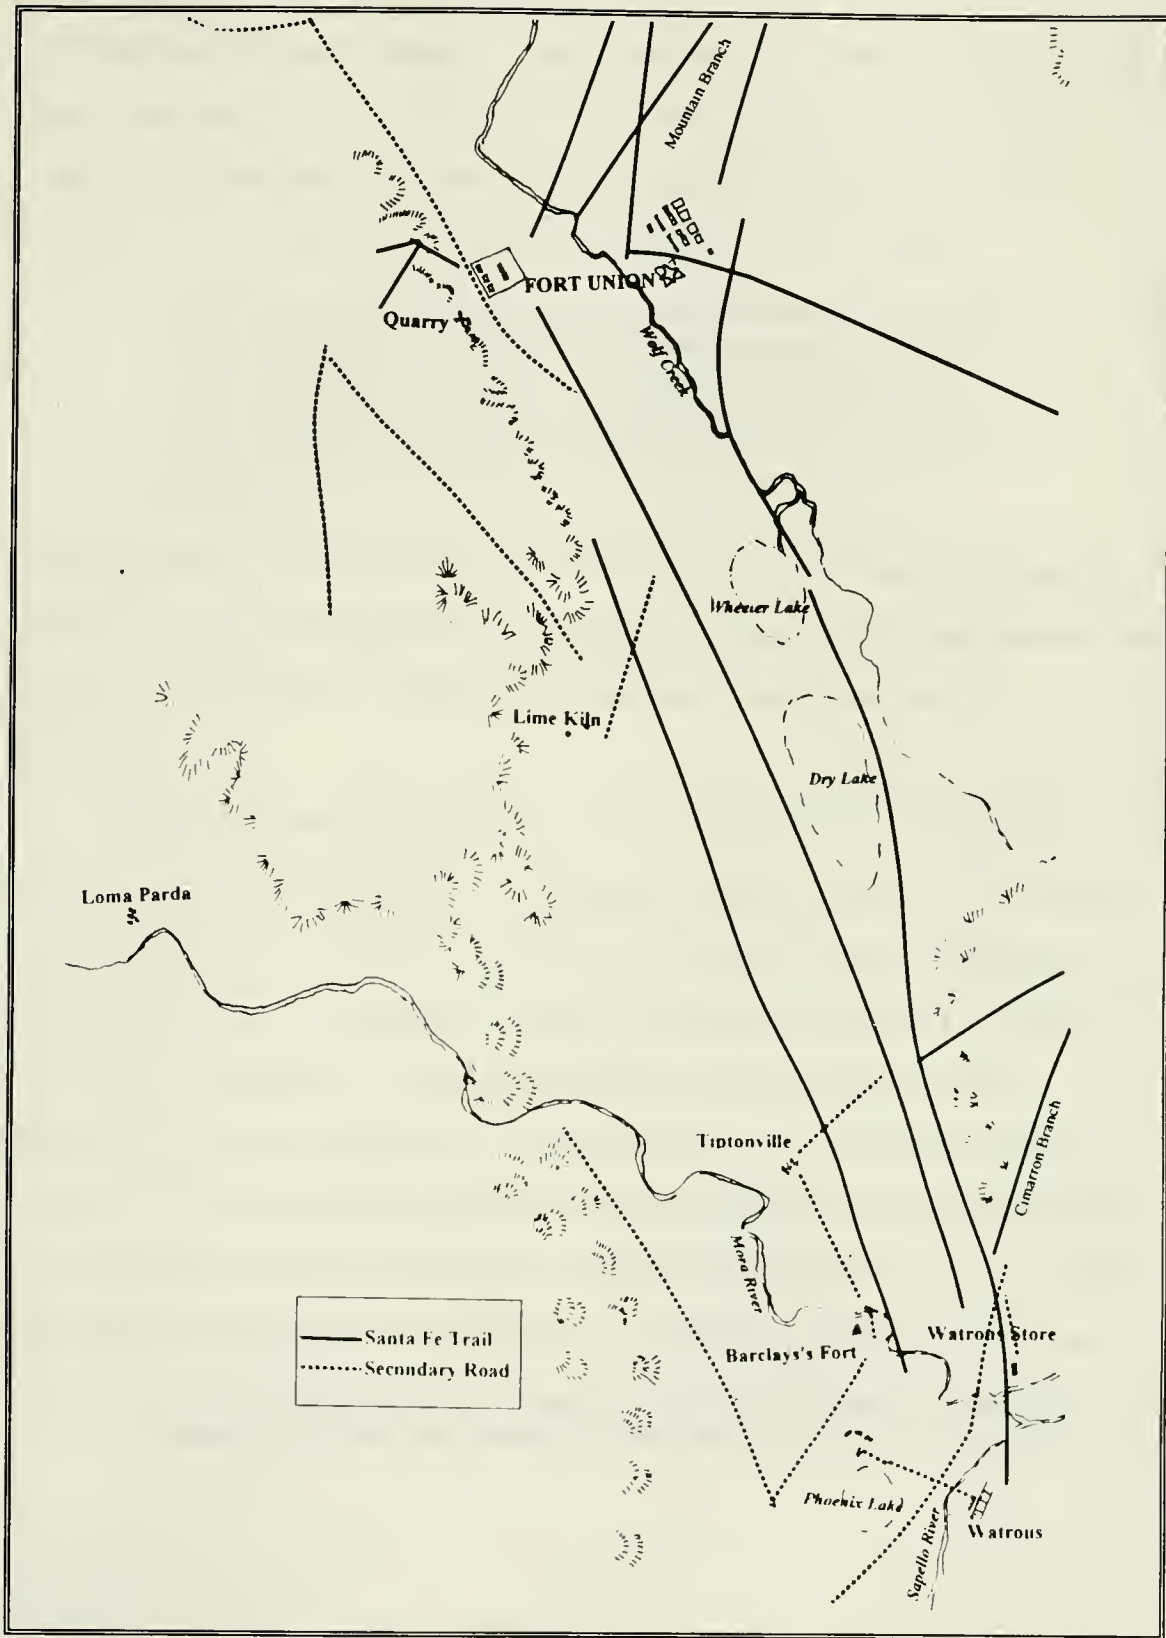 Mountain Branch
FORT UNION
Quarry
Wolf Creek
Wheeler Lake
Lime Kiln
Dry Lake
Loma Parda
Cimarron Branch
Tiptonville
Mora River
Santa Fe Trail
Secondary Road
Watrous Store
Barclays's Fort
Phoenix Lake
Sapello River
Watrous